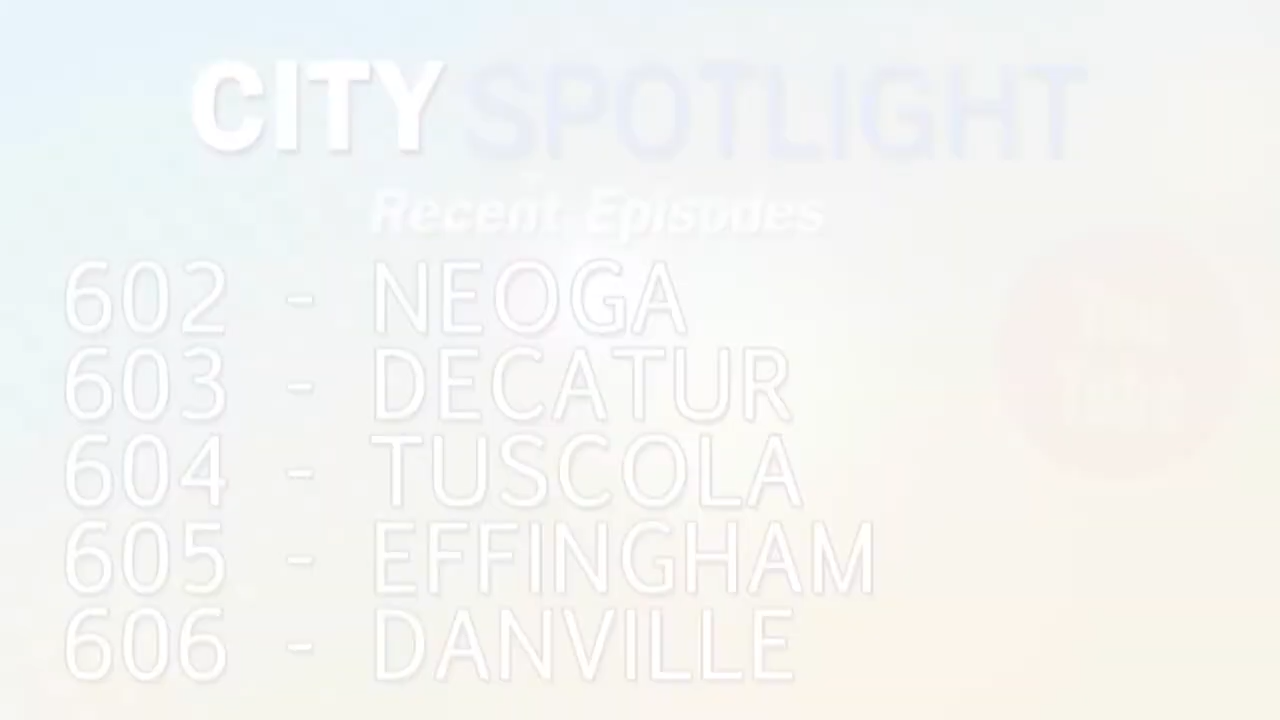 CITY SPOTLIGHT
Recent Episodes
602 - NEOGA
603 - DECATUR
604 - TUSCOLA
605 - EFFINGHAM
606 - DANVILLE